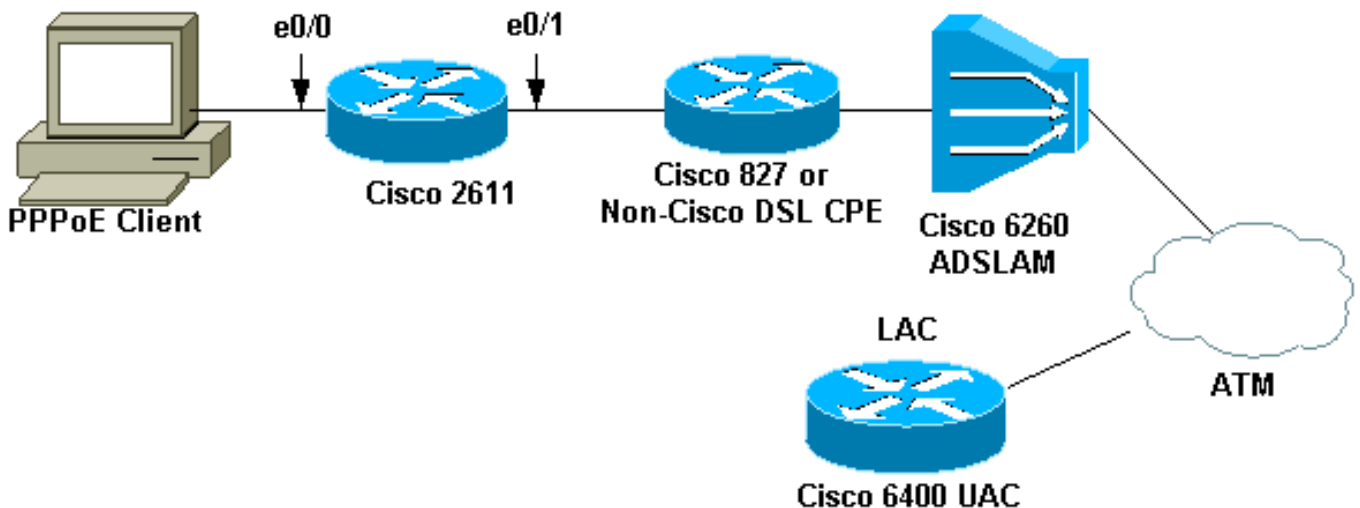 e0/0
e0/1
PPPoE Client
Cisco 2611
Cisco 827 or
Non-Cisco DSL CPE
Cisco 6260
ADSLAM
LAC
Cisco 6400 UAC
ATM